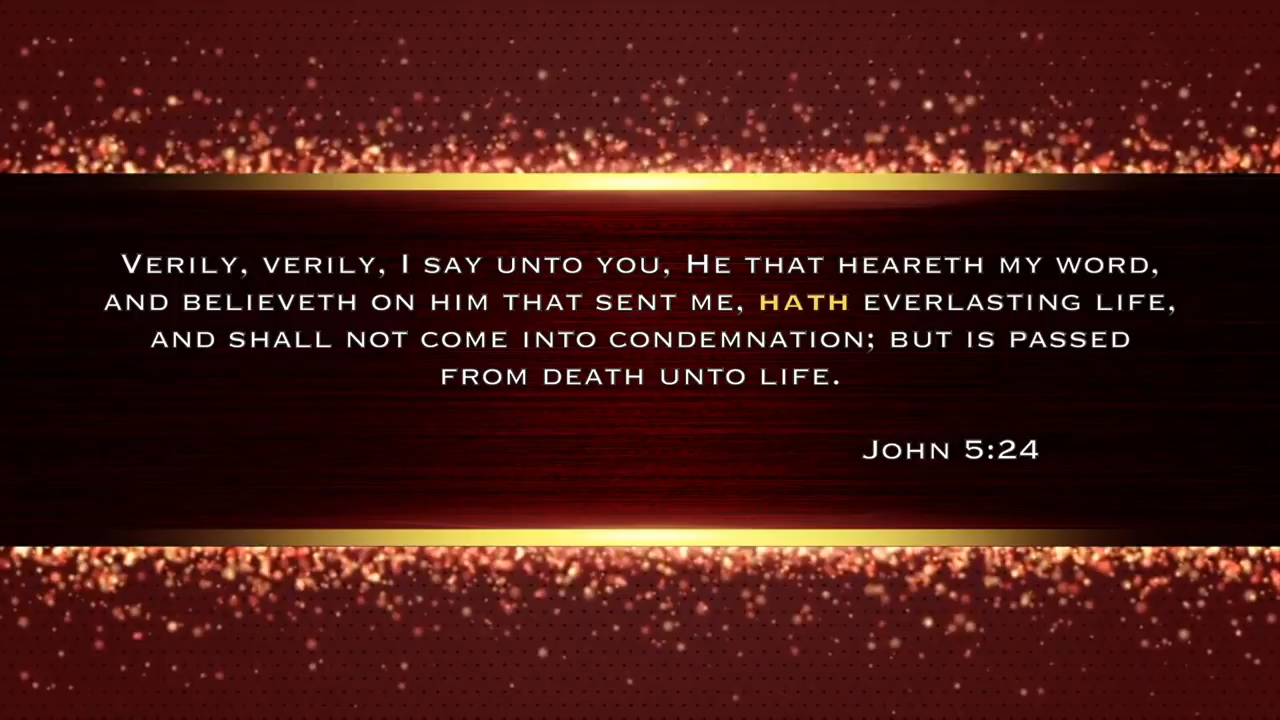 Verily, verily, I say unto you, He that heareth my word,
and believeth on him that sent me, hath everlasting life,
and shall not come into condemnation; but is passed
from death unto life.
John 5:24